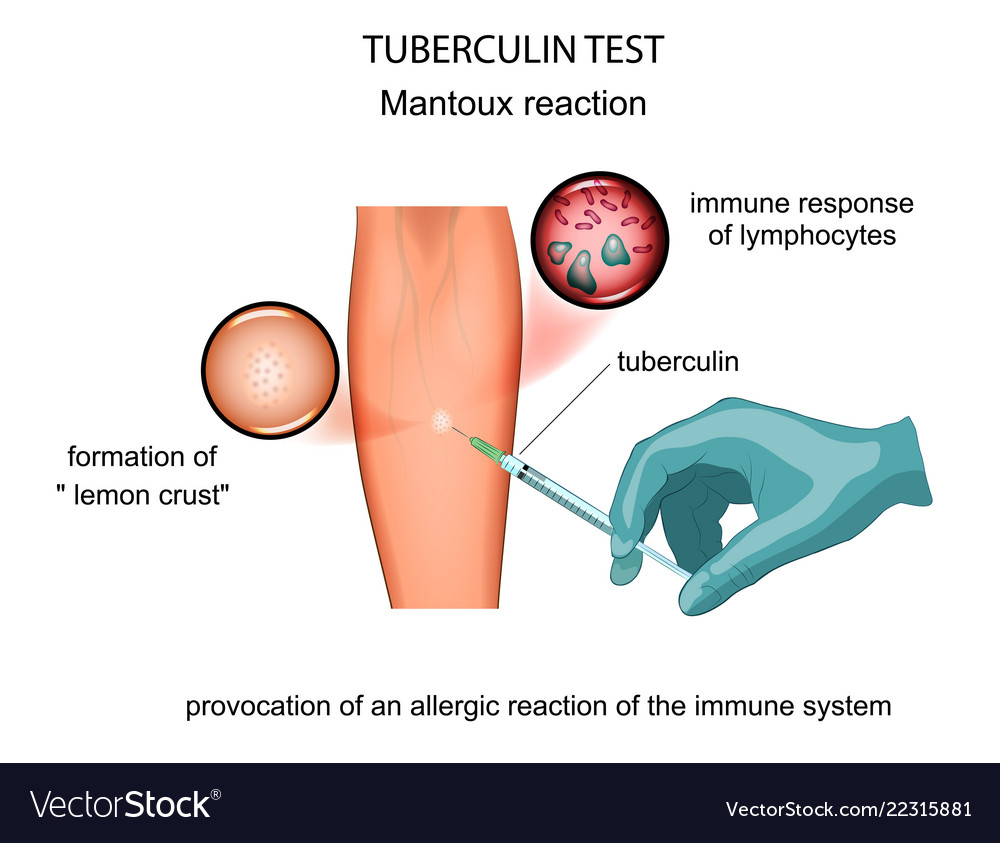 TUBERCULIN TEST
Mantoux reaction
immune response
of lymphocytes
tuberculin
formation of
" lemon crust"
provocation of an allergic reaction of the immune system
VectorStock®
VectorStock.com/22315881